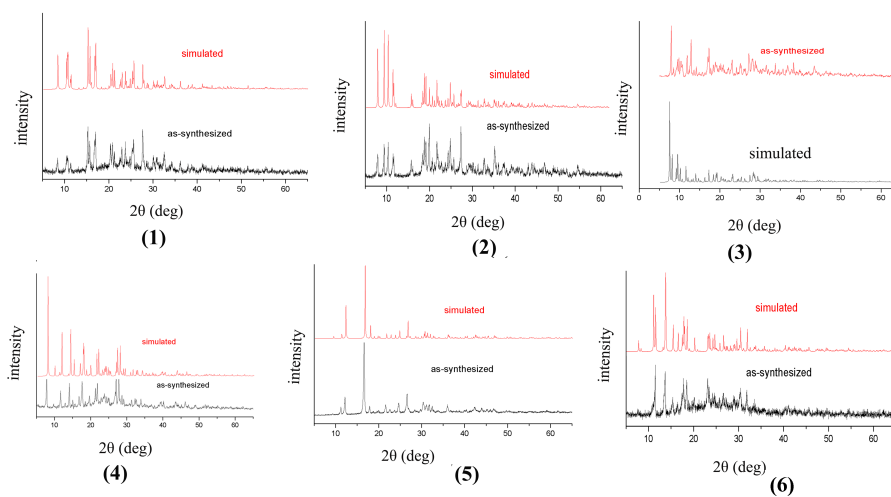 intensity
simulated
as-synthesized
10 20 30 40 50 60
2θ (deg)
(1)
intensity
simulated
as-synthesized
10 20 30 40 50 60
2θ (deg)
(2)
intensity
as-synthesized
simulated
0 10 20 30 40 50 60
2θ (deg)
(3)
intensity
simulated
as-synthesized
10 20 30 40 50 60
2θ (deg)
(4)
intensity
simulated
as-synthesized
10 20 30 40 50 60
2θ (deg)
(5)
intensity
simulated
as-synthesized
10 20 30 40 50 60
2θ (deg)
(6)